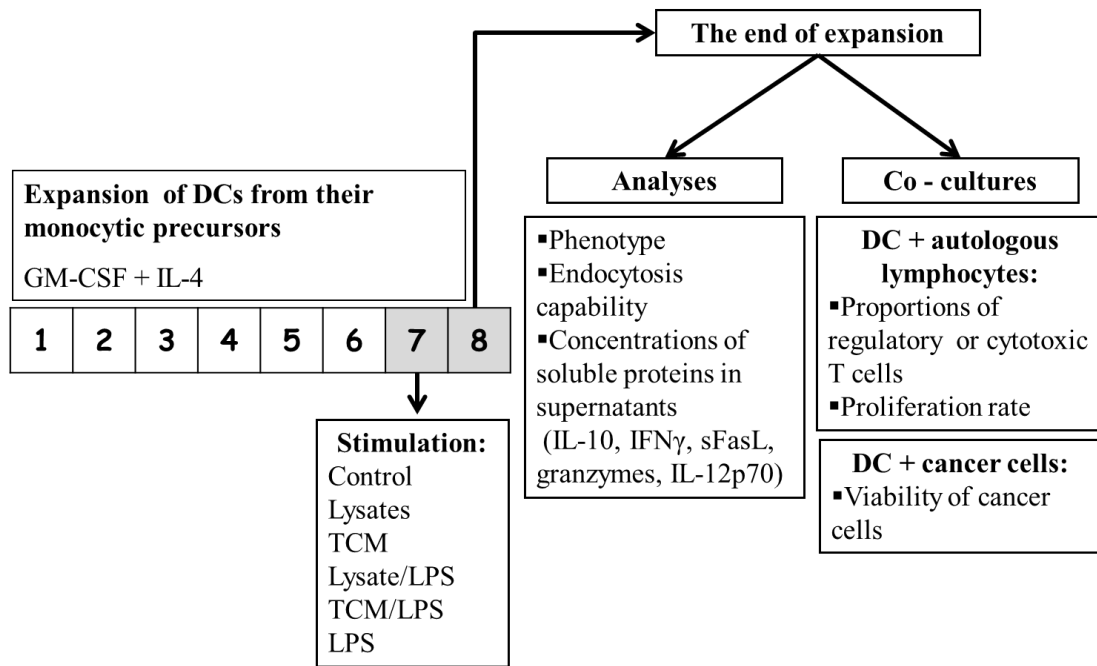 The end of expansion
Expansion of DCs from their
monocytic precursors
GM-CSF + IL-4
1 2 3 4 5 6 7 8
Stimulation:
Control
Lysates
TCM
Lysate/LPS
TCM/LPS
LPS
Analyses
▪Phenotype
▪Endocytosis
capability
▪Concentrations of
soluble proteins in
supernatants
(IL-10, IFNγ, sFasL,
granzymes, IL-12p70)
Co - cultures
DC + autologous
lymphocytes:
▪Proportions of
regulatory or cytotoxic
T cells
▪Proliferation rate
DC + cancer cells:
▪Viability of cancer
cells